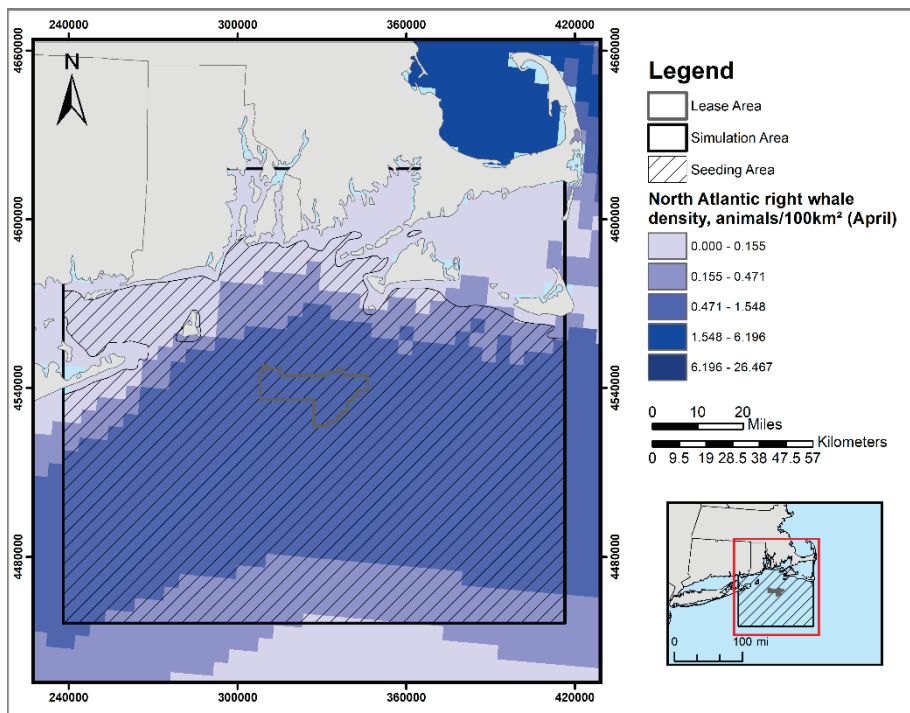 240000 300000 360000 420000
4660000
4600000
4540000
4480000
4660000
4600000
4540000
4480000
240000 300000 360000 420000
N
Legend
Lease Area
Simulation Area
Seeding Area
North Atlantic right whale
density, animals/100km² (April)
0.000 - 0.155
0.155 - 0.471
0.471 - 1.548
1.548 - 6.196
6.196 - 26.467
0 10 20
Miles
Kilometers
0 9.5 19 28.5 38 47.5 57
0 100 mi